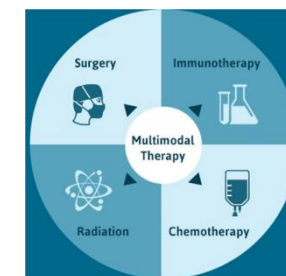 Surgery
Immunotherapy
Multimodal
Therapy
Radiation
Chemotherapy